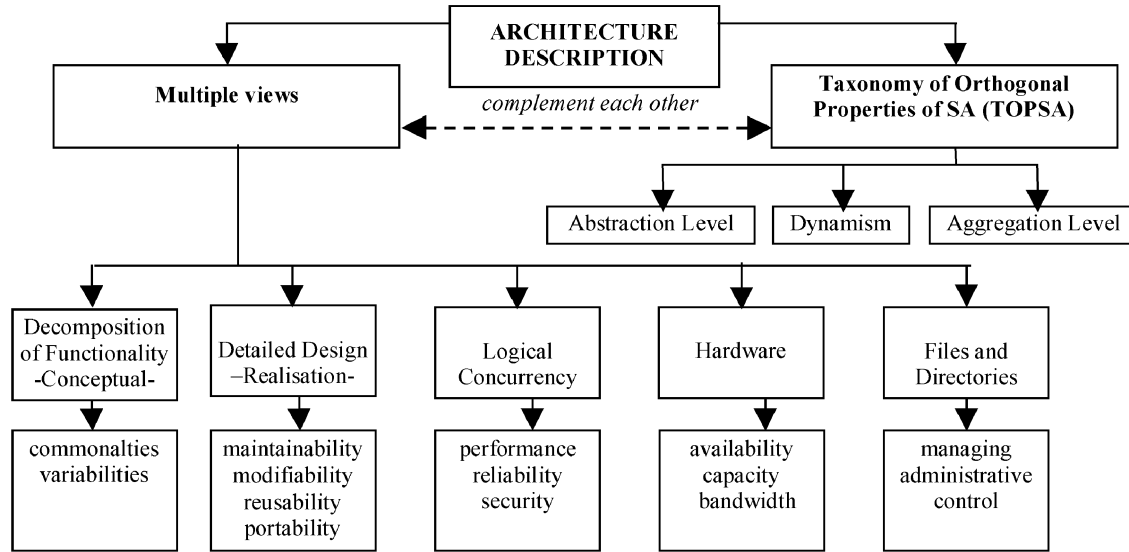 ARCHITECTURE
DESCRIPTION
Multiple views
complement each other
Taxonomy of Orthogonal
Properties of SA (TOPSA)
Abstraction Level
Dynamism
Aggregation Level
Decomposition
of Functionality
-Conceptual-
Detailed Design
–Realisation-
Logical
Concurrency
Hardware
Files and
Directories
commonalties
variabilities
maintainability
modifiability
reusability
portability
performance
reliability
security
availability
capacity
bandwidth
managing
administrative
control